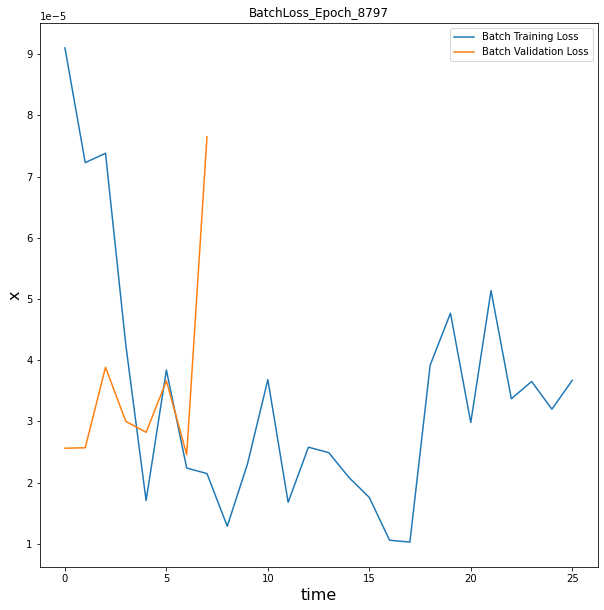 BatchLoss_Epoch_8797
1e−5
Batch Training Loss
Batch Validation Loss
9
8
7
6
5
4
3
2
1
x
0 5 10 15 20 25
time